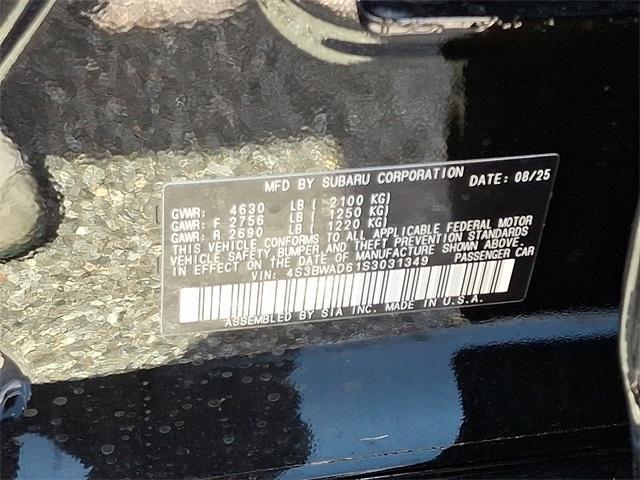 MFD BY SUBARU CORPORATION DATE: 08/25
GVWR: 4630 LB ( 2100 KG)
GAWR: F 2756 LB ( 1250 KG)
GAWR: R 2690 LB ( 1220 KG)
THIS VEHICLE CONFORMS TO ALL APPLICABLE FEDERAL MOTOR
VEHICLE SAFETY, BUMPER AND THEFT PREVENTION STANDARDS
IN EFFECT ON THE DATE OF MANUFACTURE SHOWN ABOVE.
VIN: 4S3BWAD61S3031349 PASSENGER CAR
ASSEMBLED BY SIA INC. MADE IN U.S.A.